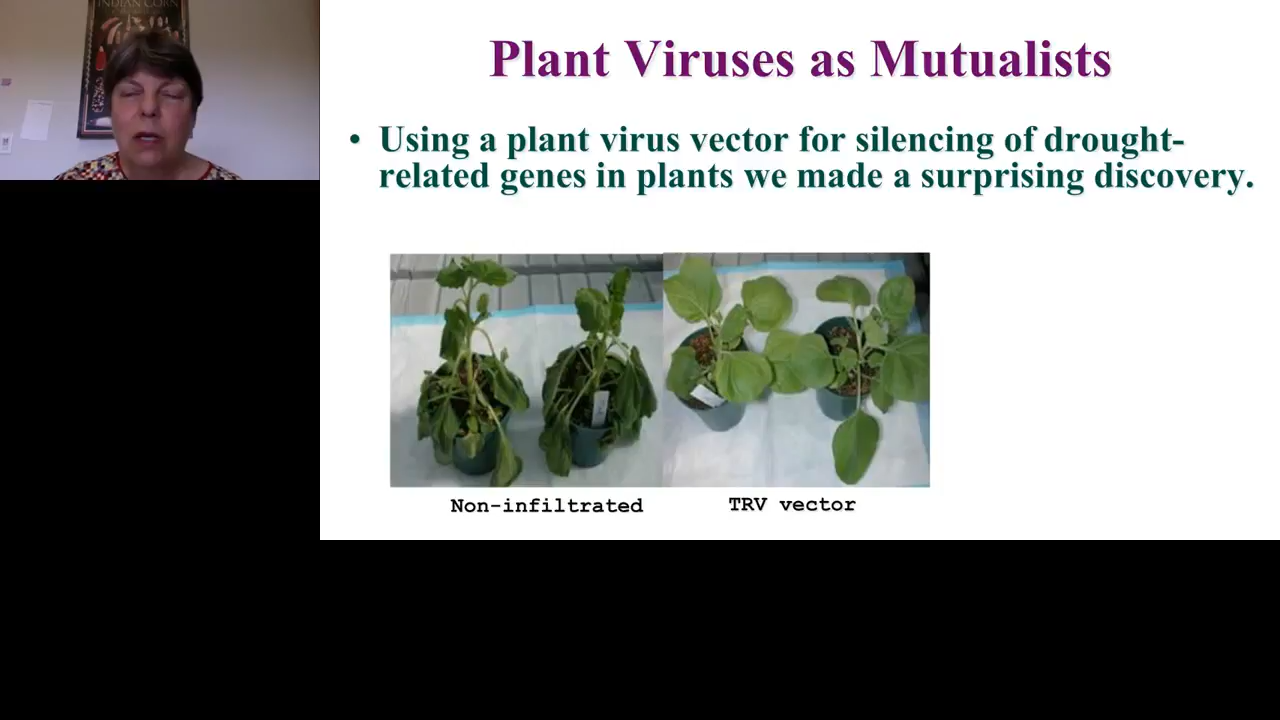 INDIAN CORN
Plant Viruses as Mutualists
• Using a plant virus vector for silencing of drought-
related genes in plants we made a surprising discovery.
Non-infiltrated
TRV vector